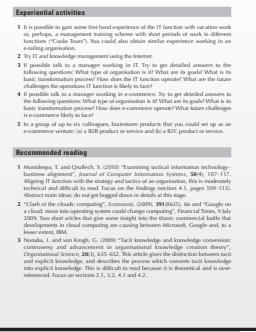 Experiential activities
1 It is possible to gain some first-hand experience of the IT function with vacation work
or, perhaps, a management training scheme with short periods of work in different
functions ("Cooks Tours"). You could also obtain similar experience working in an
e-tailing organisation.
2 Try IT and knowledge management using the Internet.
3 If possible talk to a manager working in IT. Try to get detailed answers to the
following questions: What type of organisation is it? What are its goals? What is its
basic transformation process? How does the IT function operate? What are the future
challenges the operations IT function is likely to face?
4 If possible talk to a manager working in e-commerce. Try to get detailed answers to
the following questions: What type of organisation is it? What are its goals? What is its
basic transformation process? How does e-commerce operate? What future challenges
is e-commerce likely to face?
5 In a group of up to six colleagues, brainstorm products that you could set up as an
e-commerce venture: (a) a B2B product or service and (b) a B2C product or service.
Recommended reading
1 Morisdepa, T. and (2010) "Examining tactical information technology–
business alignment", Journal of Computer Information Systems, 50(4), 107–117.
Aligning IT function with the strategy and tactics of an organisation, this is moderately
technical and difficult to read. Focus on the findings (section 4.1, pages 109–113).
Abstract main ideas; do not get bogged down in details at this stage.
2 "Clash of the clouds; computing", Economist, (2009), 391(8625), 66 and "Google on
a cloud; move into operating system could change computing", Financial Times, 9 July
2009. Two short articles that give some insight into the titanic commercial battle that
developments in cloud computing are causing between Microsoft, Google and, to a
lesser extent, IBM.
3 Nonaka, I. and von Krogh, G. (2009) "Tacit knowledge and knowledge conversion:
controversy and advancement in organisational knowledge creation theory",
Organisational Science, 20(3), 635–652. This article gives the distinction between tacit
and explicit knowledge, and describes the process which converts tacit knowledge
into explicit knowledge. This is difficult to read because it is theoretical and is over-
referenced. Focus on sections 2.1, 3.2, 4.1 and 4.2.